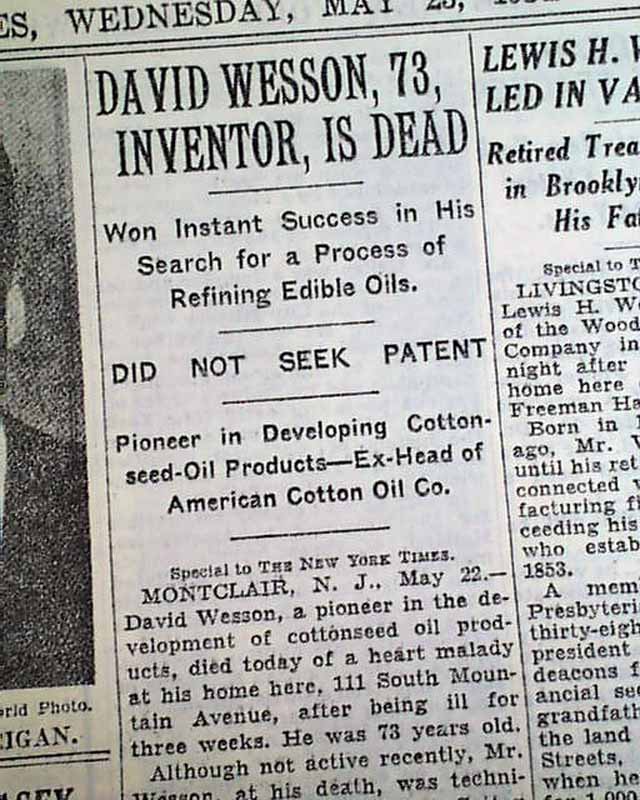 ES, WEDNESDAY, MAY 23,
DAVID WESSON, 73,
INVENTOR, IS DEAD
Won Instant Success in His
Search for a Process of
Refining Edible Oils.
DID NOT SEEK PATENT
Pioneer in Developing Cotton-
seed-Oil Products—Ex-Head of
American Cotton Oil Co.
Special to THE NEW YORK TIMES.
MONTCLAIR, N. J., May 22.—
David Wesson, a pioneer in the de-
velopment of cottonseed oil prod-
ucts, died today of a heart malady
at his home here, 111 South Moun-
tain Avenue, after being ill for
three weeks. He was 73 years old.
Although not active recently, Mr.
Wesson, at his death, was techni-
LEWIS H. W
LED IN VA
Retired Trea
in Brooklyn
His Fa
Special to T
LIVINGSTO
Lewis H. Wo
of the Wood
Company in
night after
home here
Freeman Ha
Born in
ago, Mr. W
until his ret
connected w
facturing fi
ceeding his
who estab
1853.
A mem
Presbyteri
thirty-eigh
president
deacons f
ancial sec
grandfath
the land
Streets,
when he
orld Photo.
EIGAN.